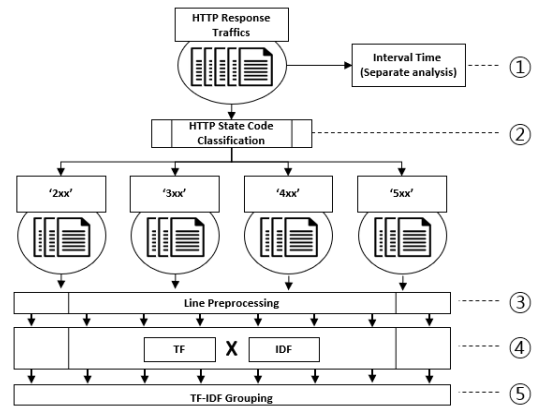 HTTP Response
Traffics
Interval Time
(Separate analysis)
①
HTTP State Code
Classification
②
‘2xx’
‘3xx’
‘4xx’
‘5xx’
Line Preprocessing
③
TF
X
IDF
④
TF-IDF Grouping
⑤